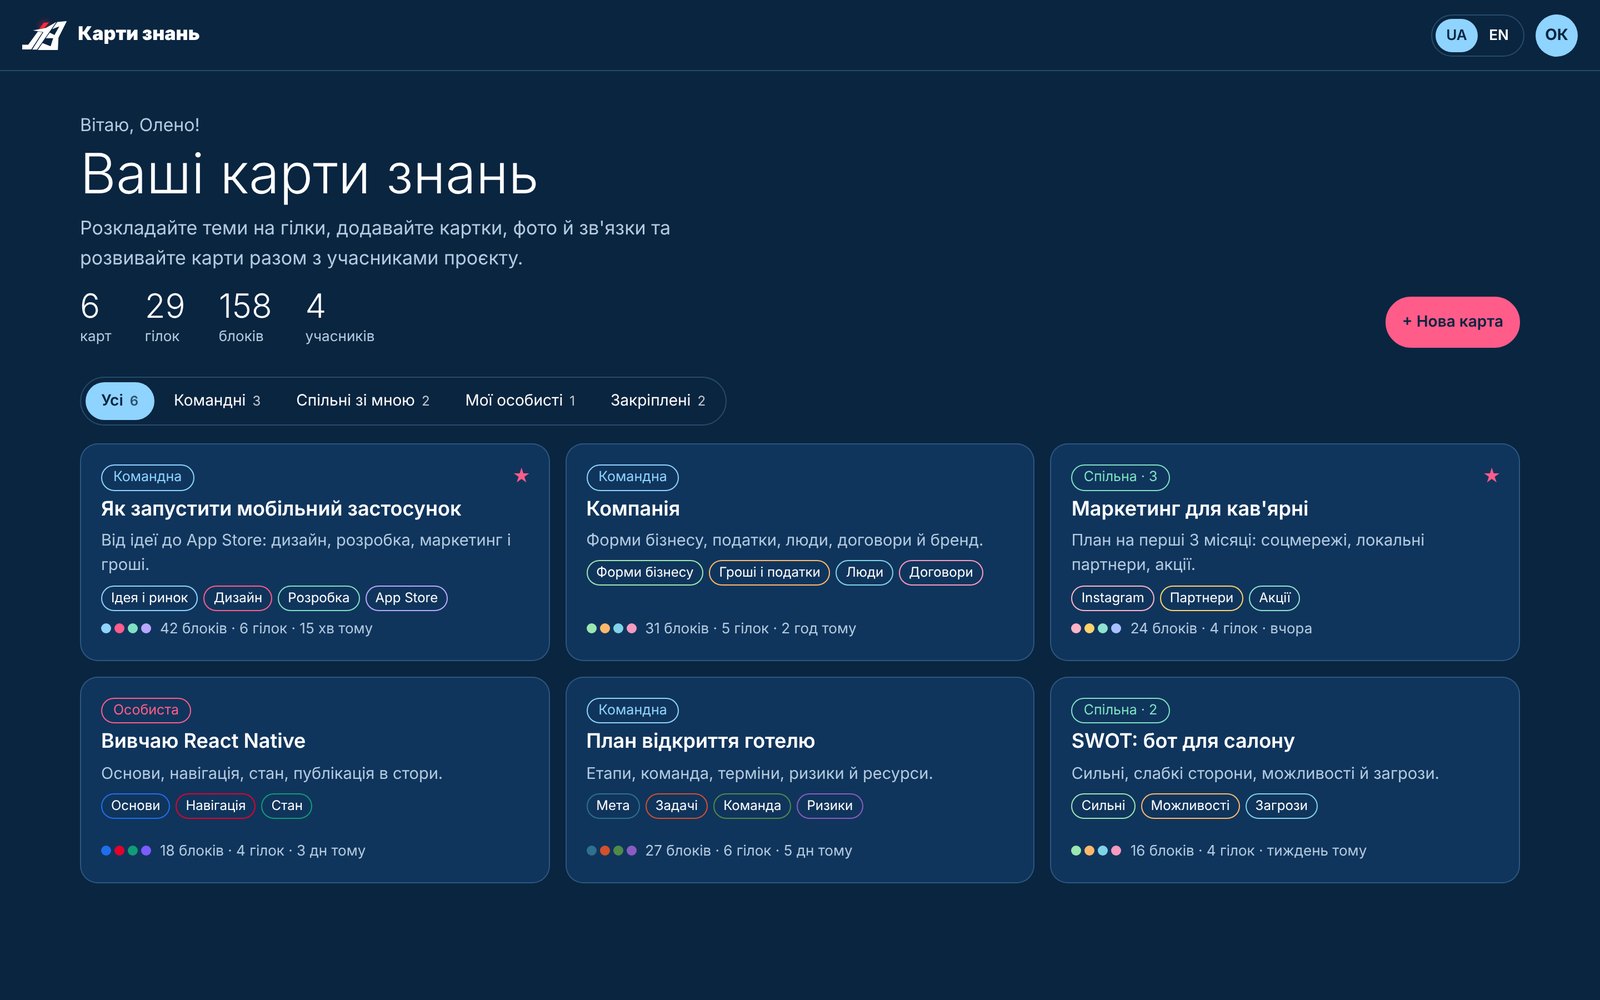 Карти знань
UA EN OK
Вітаю, Олено!
Ваші карти знань
Розкладайте теми на гілки, додавайте картки, фото й зв'язки та
розвивайте карти разом з учасниками проєкту.
6 29 158 4
карт гілок блоків учасників
+ Нова карта
Усі 6 Командні 3 Спільні зі мною 2 Мої особисті 1 Закріплені 2
Командна
Як запустити мобільний застосунок
Від ідеї до App Store: дизайн, розробка, маркетинг і
гроші.
Ідея і ринок Дизайн Розробка App Store
42 блоків · 6 гілок · 15 хв тому
Командна
Компанія
Форми бізнесу, податки, люди, договори й бренд.
Форми бізнесу Гроші і податки Люди Договори
31 блоків · 5 гілок · 2 год тому
Спільна · 3
Маркетинг для кав'ярні
План на перші 3 місяці: соцмережі, локальні
партнери, акції.
Instagram Партнери Акції
24 блоків · 4 гілок · вчора
Особиста
Вивчаю React Native
Основи, навігація, стан, публікація в стори.
Основи Навігація Стан
18 блоків · 4 гілок · 3 дн тому
Командна
План відкриття готелю
Етапи, команда, терміни, ризики й ресурси.
Мета Задачі Команда Ризики
27 блоків · 6 гілок · 5 дн тому
Спільна · 2
SWOT: бот для салону
Сильні, слабкі сторони, можливості й загрози.
Сильні Можливості Загрози
16 блоків · 4 гілок · тиждень тому